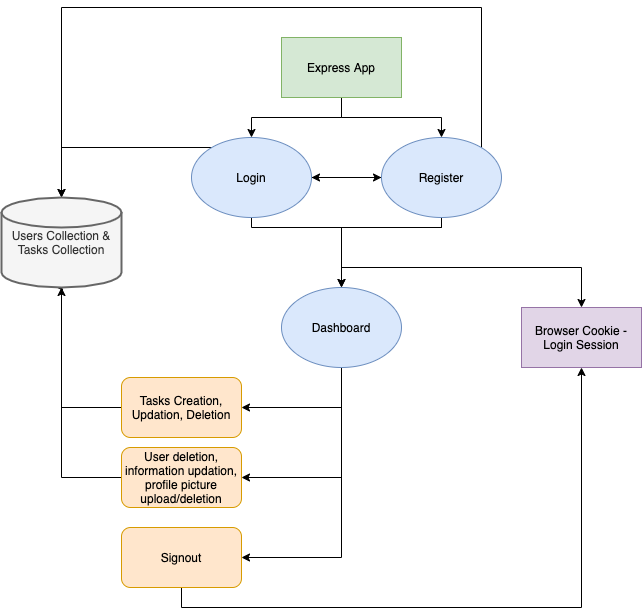 Express App
Login
Register
Users Collection &
Tasks Collection
Dashboard
Browser Cookie -
Login Session
Tasks Creation,
Updation, Deletion
User deletion,
information updation,
profile picture
upload/deletion
Signout